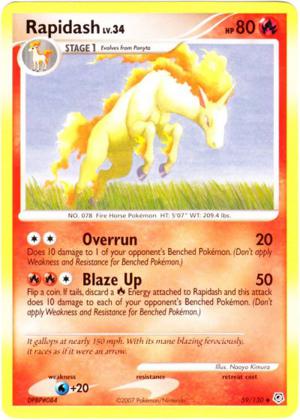 Rapidash LV.34 HP 80
STAGE 1 Evolves from Ponyta
NO. 078 Fire Horse Pokémon HT: 5'07" WT: 209.4 lbs.
Overrun 20
Does 10 damage to 1 of your opponent's Benched Pokémon. (Don't apply
Weakness and Resistance for Benched Pokémon.)
Blaze Up 50
Flip a coin. If tails, discard a Energy attached to Rapidash and this attack
does 10 damage to each of your opponent's Benched Pokémon. (Don't apply
Weakness and Resistance for Benched Pokémon.)
Illus. Naoyo Kimura
It gallops at nearly 150 mph. With its mane blazing ferociously,
it races as if it were an arrow.
weakness resistance retreat cost
+20
DPBP#084 ©2007 Pokémon/Nintendo 59/130